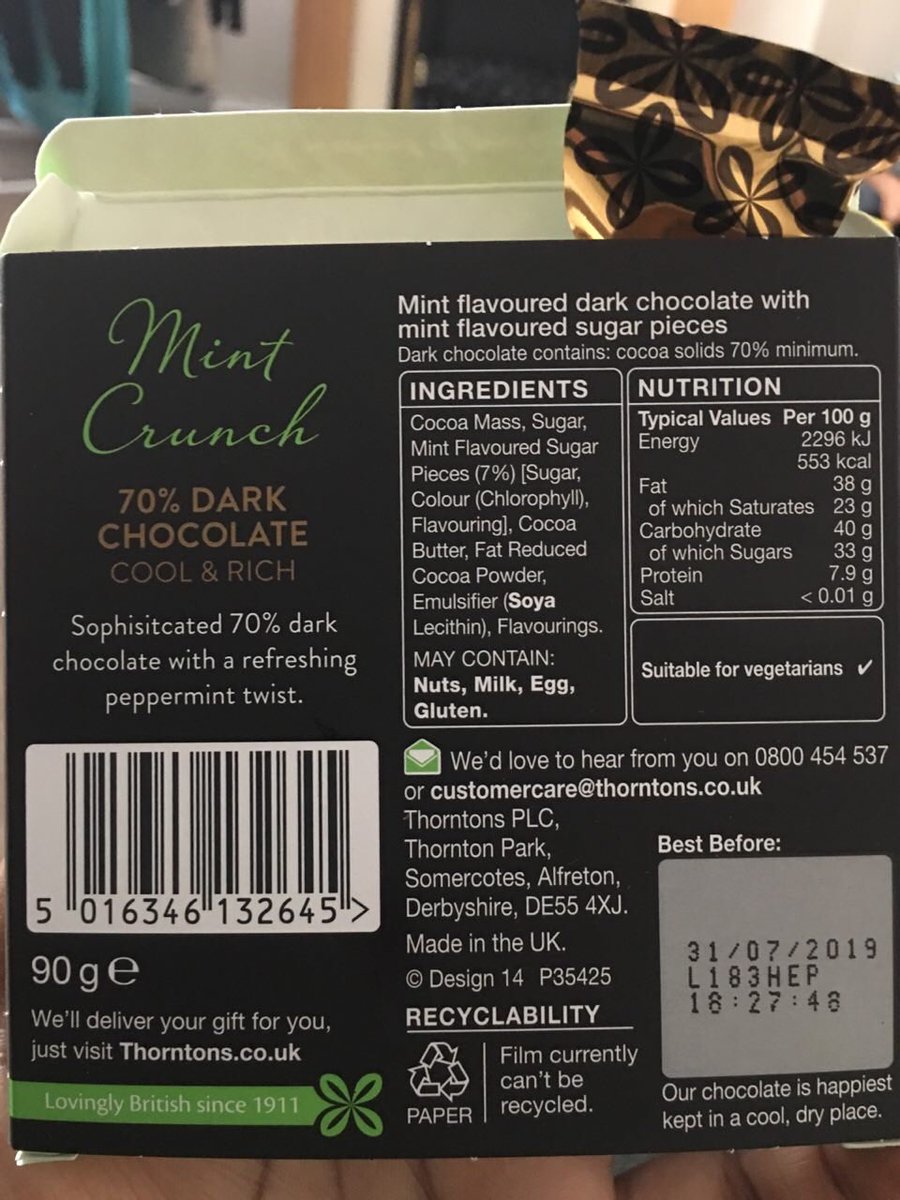 Mint
Crunch
70% DARK
CHOCOLATE
COOL & RICH
Sophisitcated 70% dark
chocolate with a refreshing
peppermint twist.
5 016346 132645 >
90 g e
We'll deliver your gift for you,
just visit Thorntons.co.uk
Lovingly British since 1911
Mint flavoured dark chocolate with
mint flavoured sugar pieces
Dark chocolate contains: cocoa solids 70% minimum.
INGREDIENTS
Cocoa Mass, Sugar,
Mint Flavoured Sugar
Pieces (7%) [Sugar,
Colour (Chlorophyll),
Flavouring], Cocoa
Butter, Fat Reduced
Cocoa Powder,
Emulsifier (Soya
Lecithin), Flavourings.
MAY CONTAIN:
Nuts, Milk, Egg,
Gluten.
NUTRITION
Typical Values Per 100 g
Energy 2296 kJ
553 kcal
Fat 38 g
of which Saturates 23 g
Carbohydrate 40 g
of which Sugars 33 g
Protein 7.9 g
Salt < 0.01 g
Suitable for vegetarians ✓
We'd love to hear from you on 0800 454 537
or customercare@thorntons.co.uk
Thorntons PLC,
Thornton Park,
Somercotes, Alfreton,
Derbyshire, DE55 4XJ.
Made in the UK.
© Design 14 P35425
RECYCLABILITY
PAPER
Film currently
can't be
recycled.
Best Before:
31/07/2019
L183HEP
18:27:48
Our chocolate is happiest
kept in a cool, dry place.